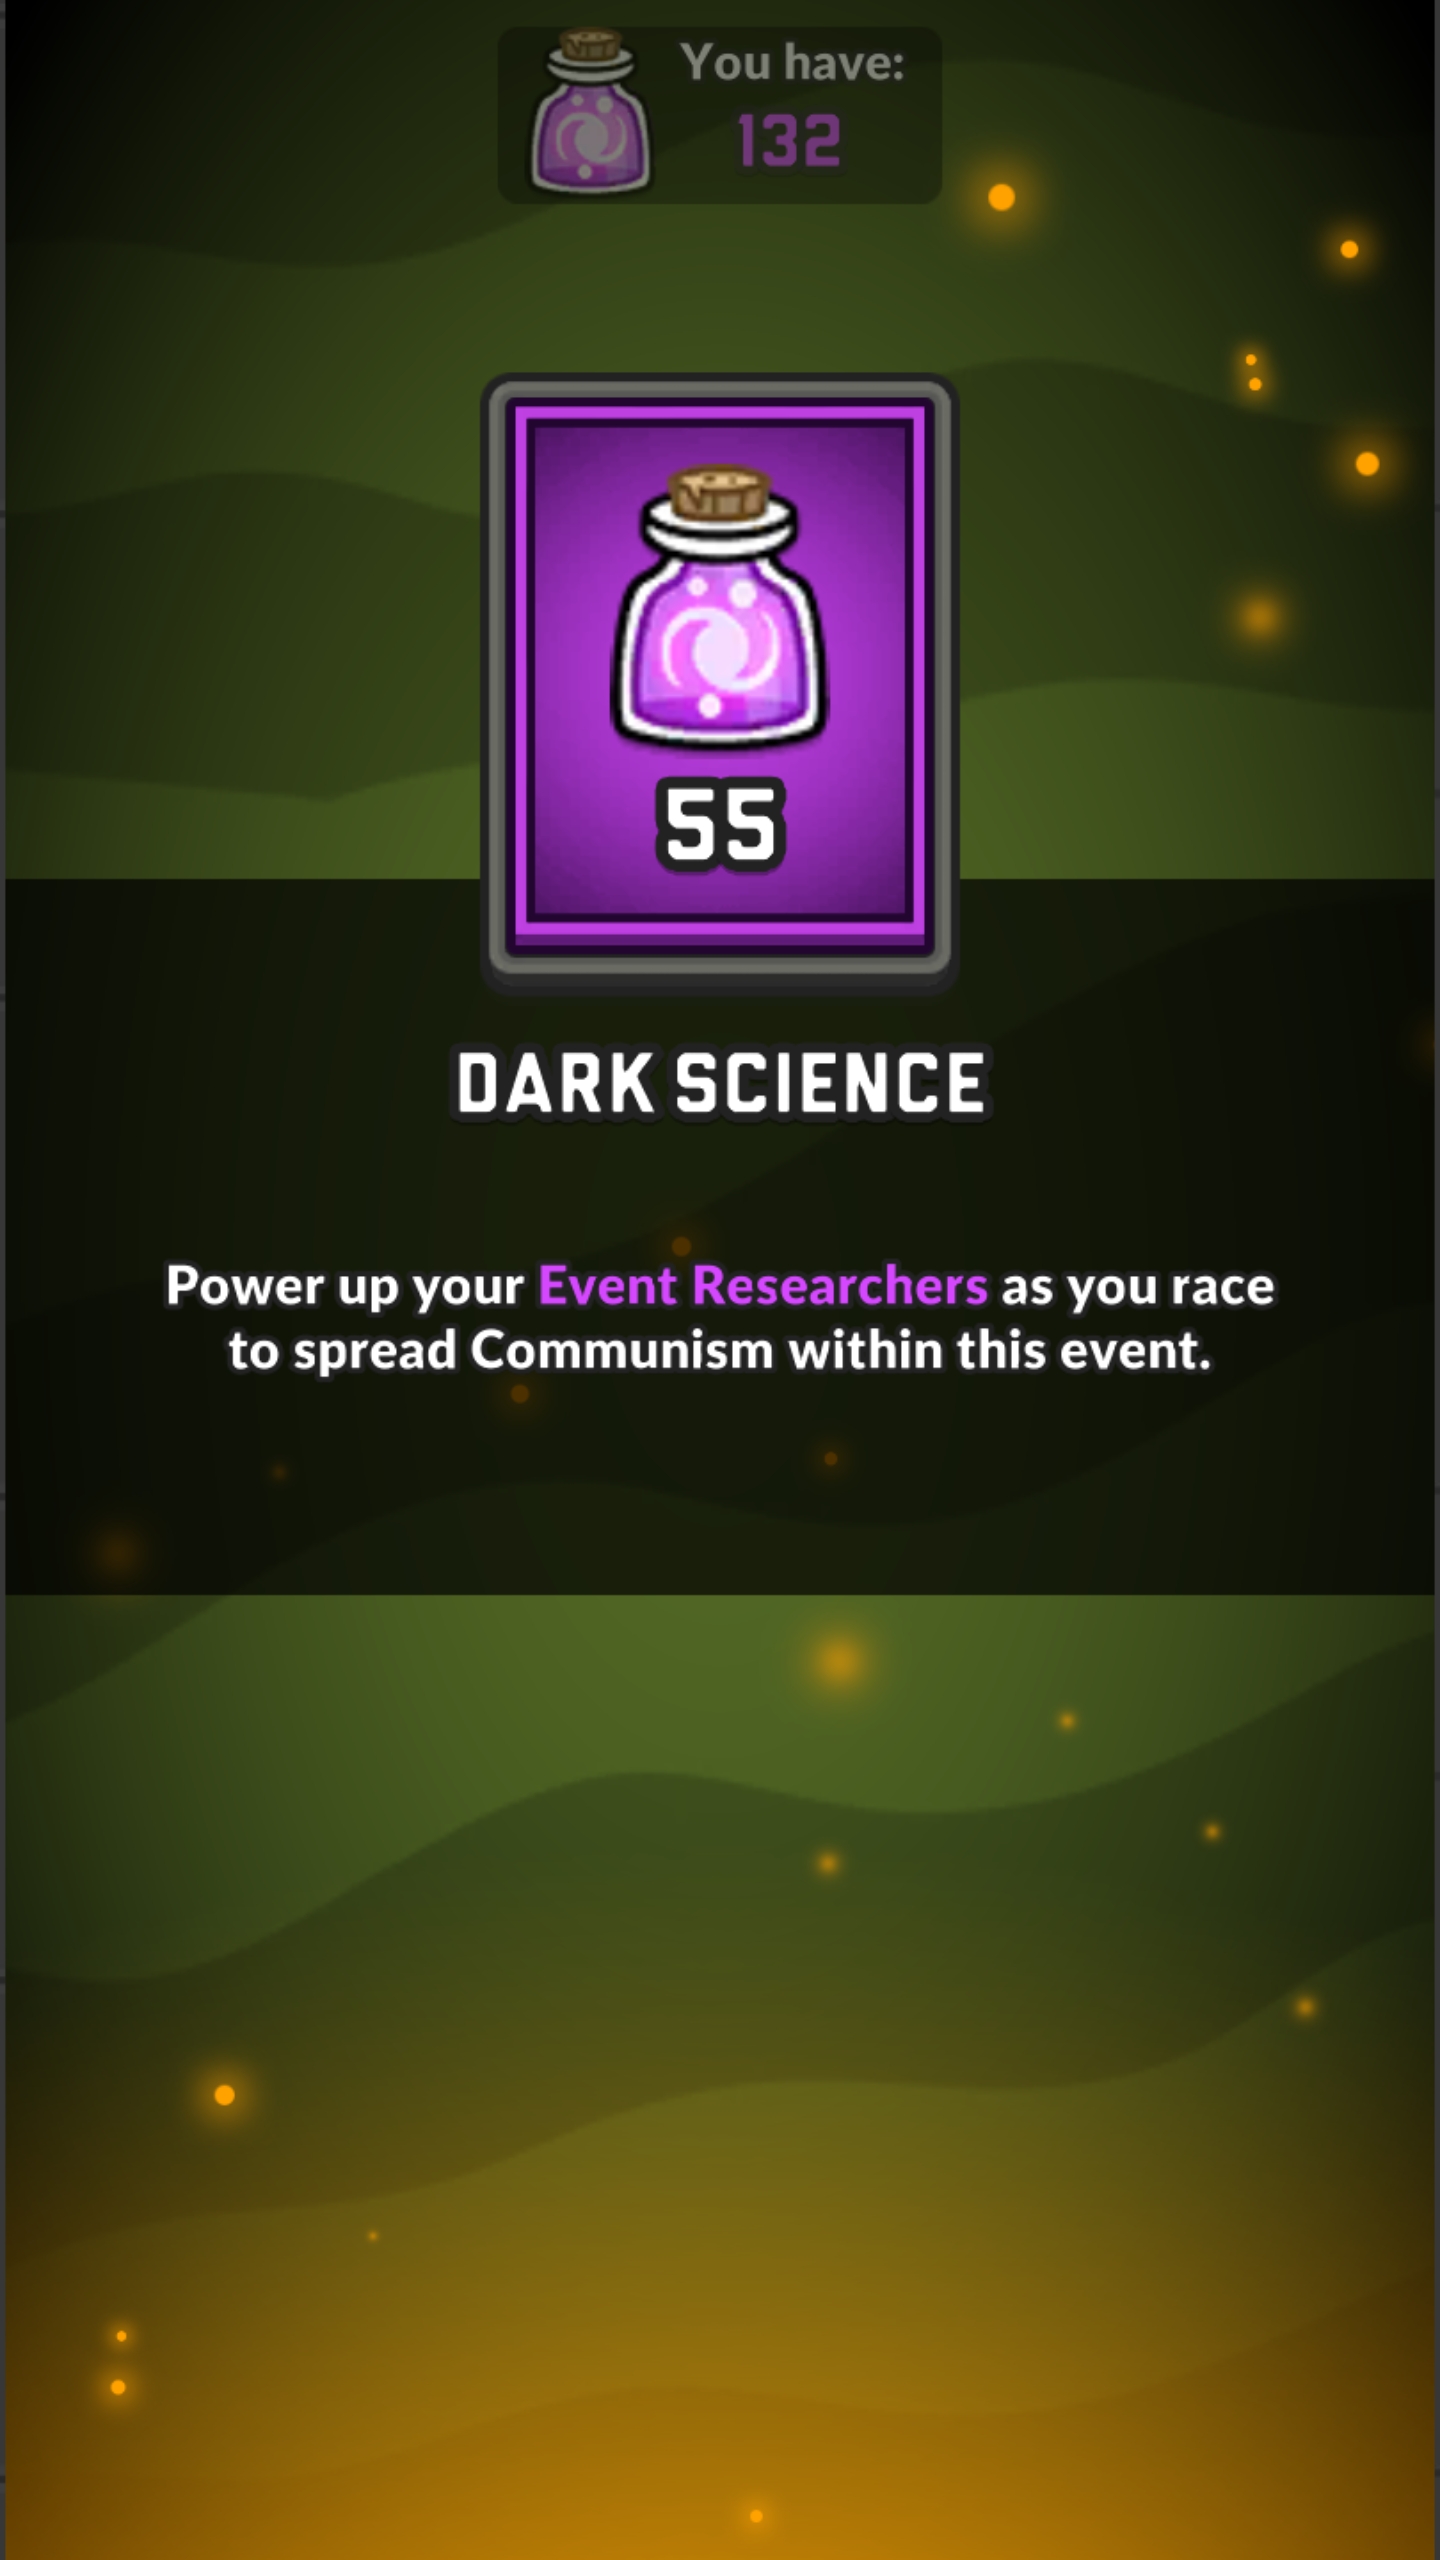 You have:
132
55
DARK SCIENCE
Power up your Event Researchers as you race
to spread Communism within this event.